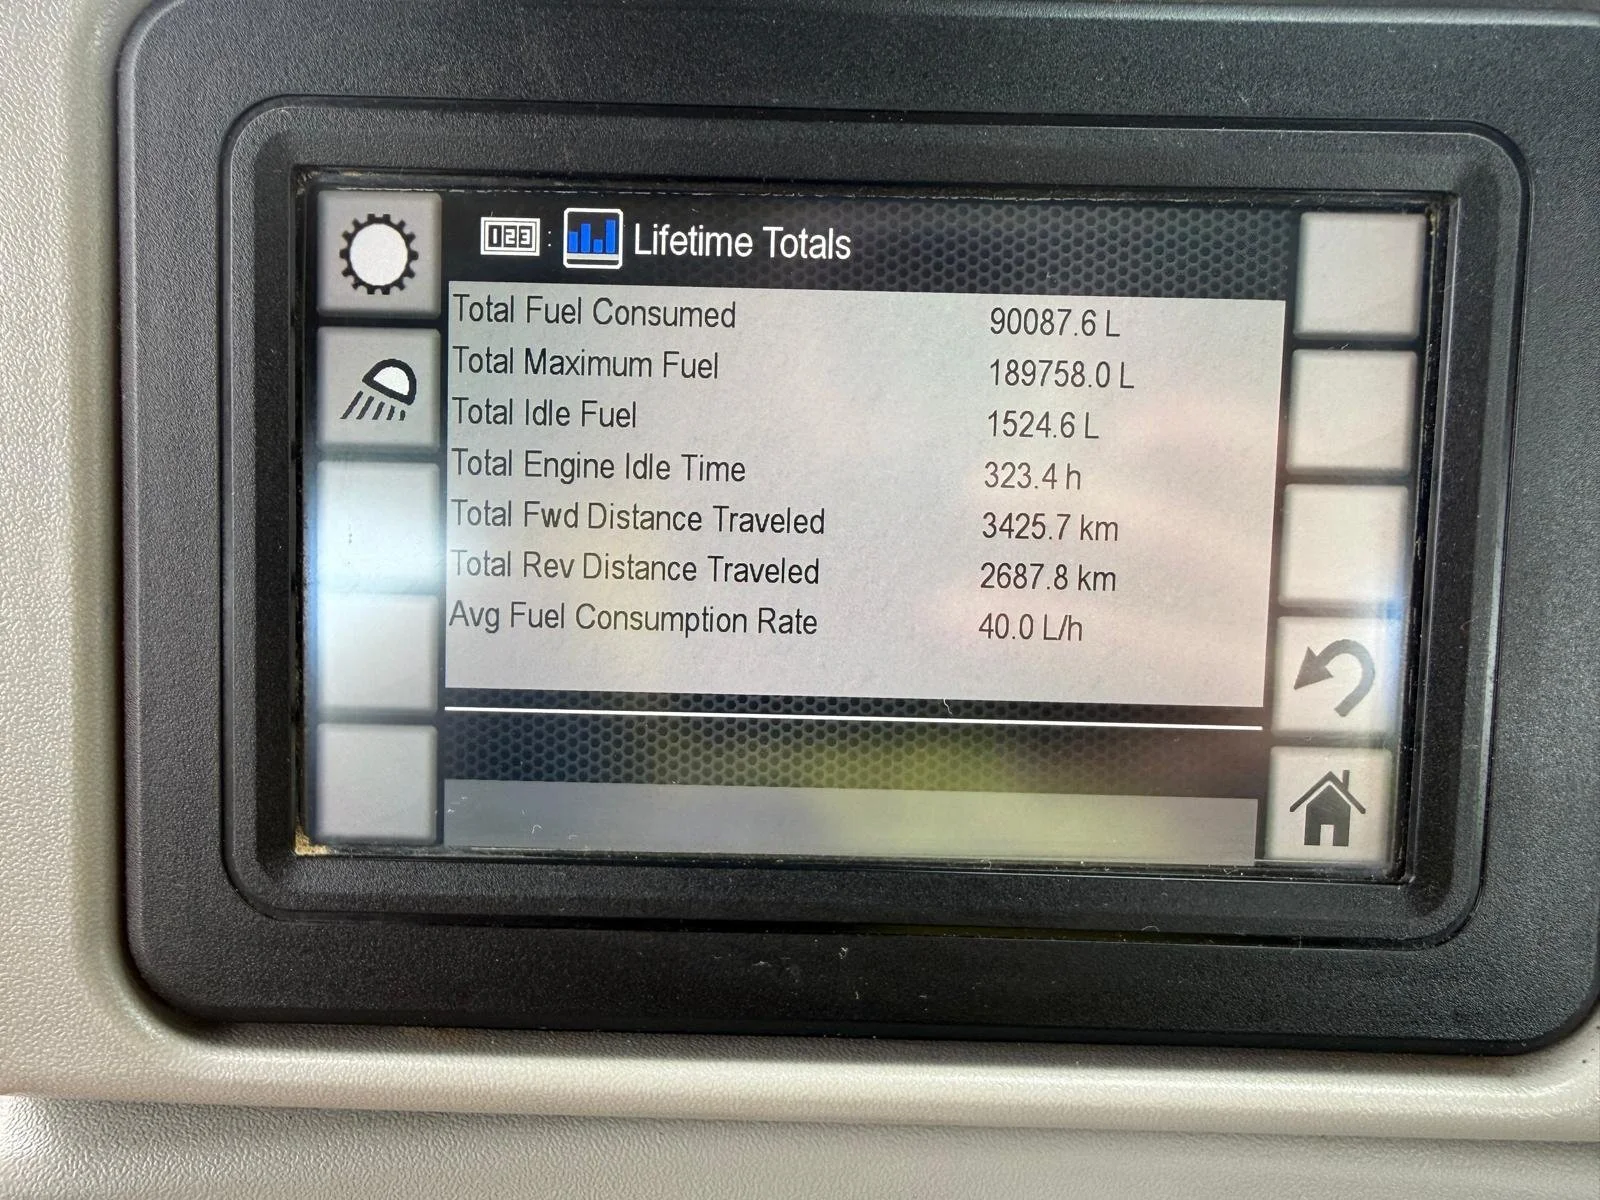 123 : Lifetime Totals
Total Fuel Consumed 90087.6 L
Total Maximum Fuel 189758.0 L
Total Idle Fuel 1524.6 L
Total Engine Idle Time 323.4 h
Total Fwd Distance Traveled 3425.7 km
Total Rev Distance Traveled 2687.8 km
Avg Fuel Consumption Rate 40.0 L/h